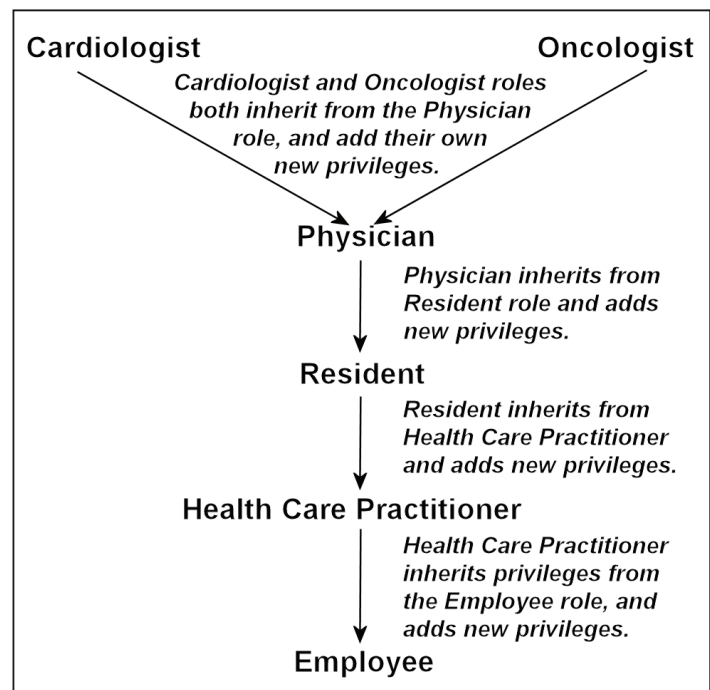 Cardiologist
Oncologist
Cardiologist and Oncologist roles
both inherit from the Physician
role, and add their own
new privileges.
Physician
Physician inherits from
Resident role and adds
new privileges.
Resident
Resident inherits from
Health Care Practitioner
and adds new privileges.
Health Care Practitioner
Health Care Practitioner
inherits privileges from
the Employee role, and
adds new privileges.
Employee